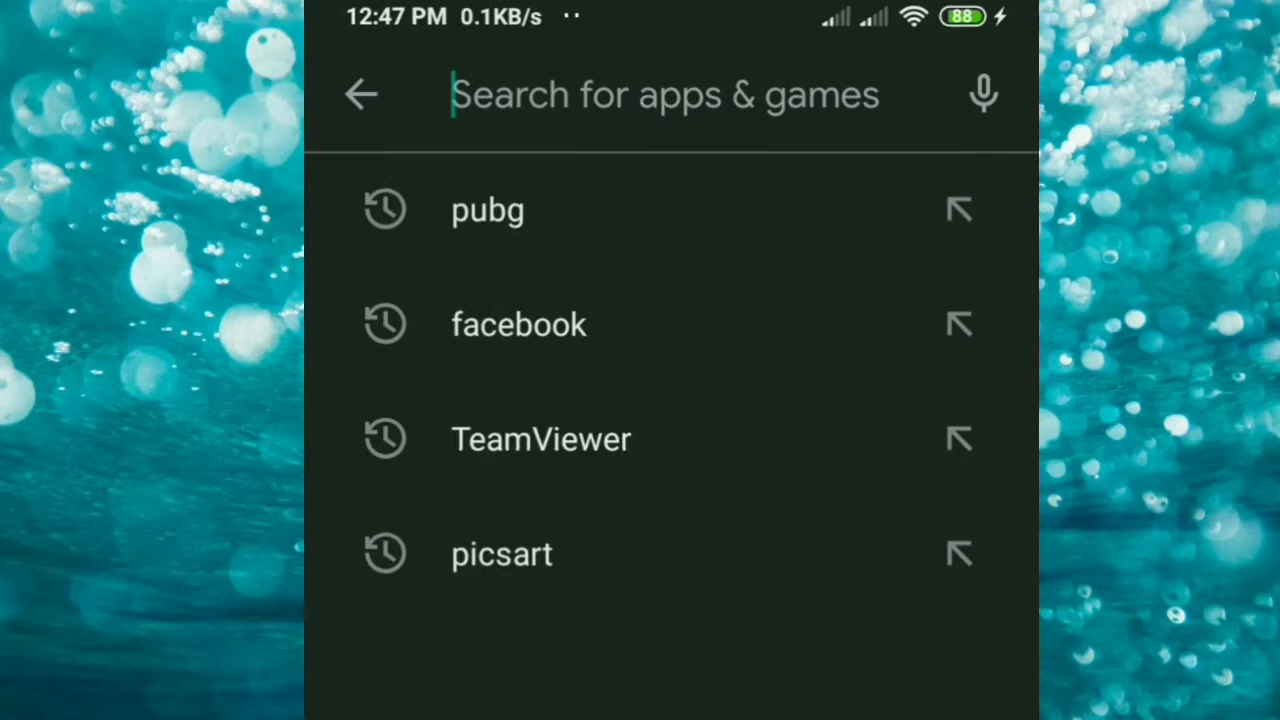 12:47 PM 0.1KB/s ·· 88
Search for apps & games
pubg
facebook
TeamViewer
picsart